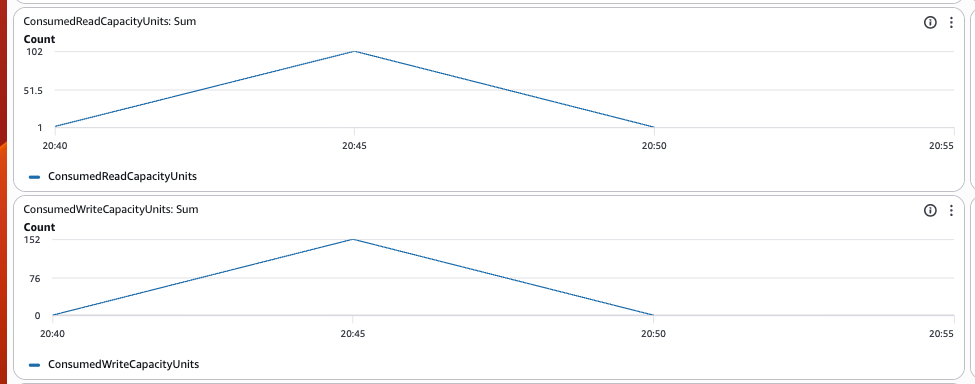 ConsumedReadCapacityUnits: Sum
Count
102
51.5
1
20:40 20:45 20:50 20:55
ConsumedReadCapacityUnits
ConsumedWriteCapacityUnits: Sum
Count
152
76
0
20:40 20:45 20:50 20:55
ConsumedWriteCapacityUnits